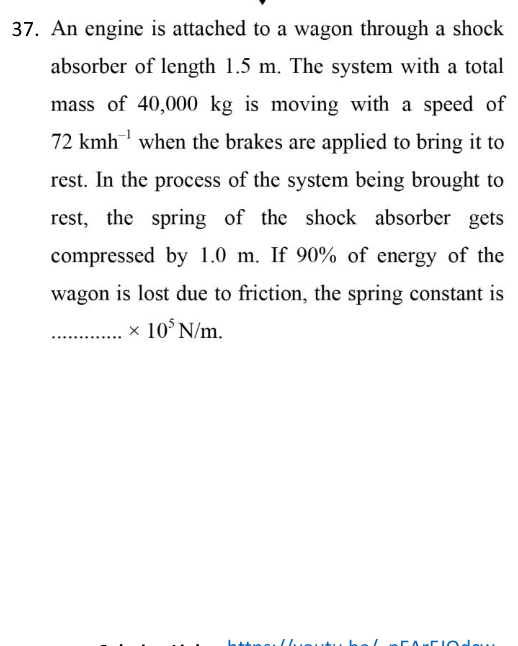 37. An engine is attached to a wagon through a shock
absorber of length 1.5 m. The system with a total
mass of 40,000 kg is moving with a speed of
72 kmh⁻¹ when the brakes are applied to bring it to
rest. In the process of the system being brought to
rest, the spring of the shock absorber gets
compressed by 1.0 m. If 90% of energy of the
wagon is lost due to friction, the spring constant is
............. × 10⁵ N/m.